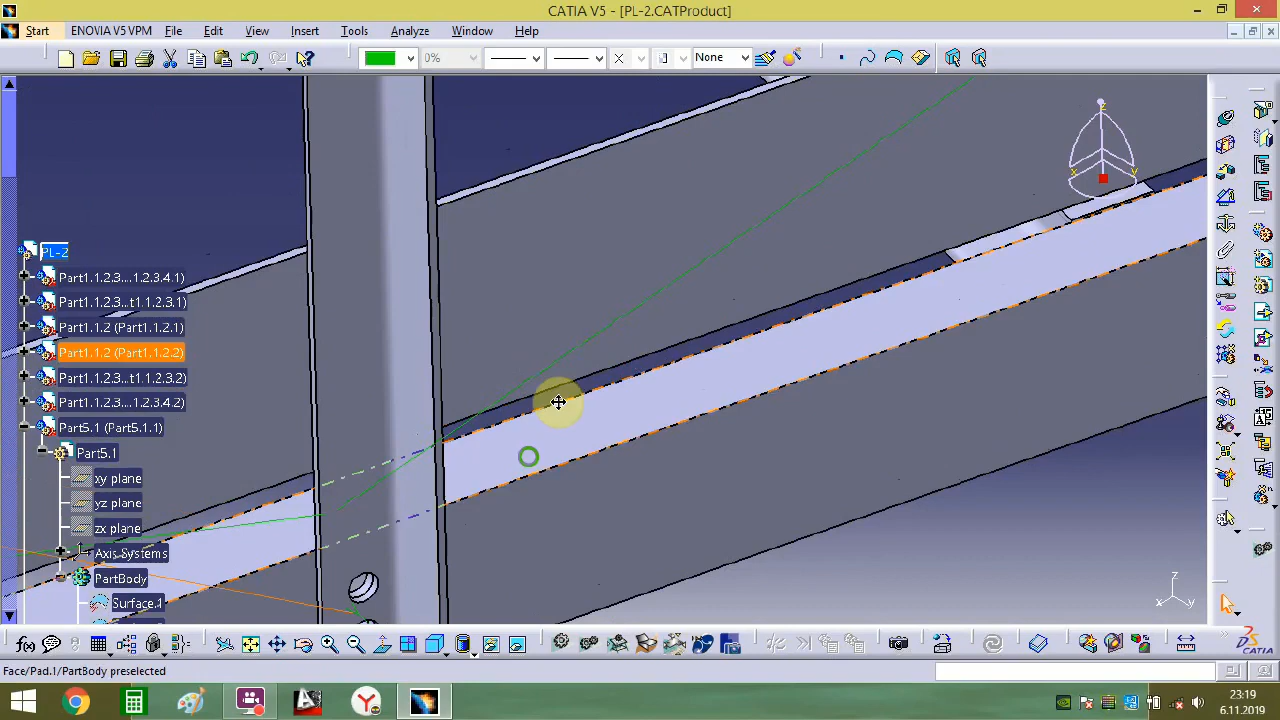 CATIA V5 - [PL-2.CATProduct]
Start ENOVIA V5 VPM File Edit View Insert Tools Analyze Window Help
0% None
PL-2
Part1.1.2.3....1.2.3.4.1)
Part1.1.2.3...t1.1.2.3.1)
Part1.1.2 (Part1.1.2.1)
Part1.1.2 (Part1.1.2.2)
Part1.1.2.3...t1.1.2.3.2)
Part1.1.2.3....1.2.3.4.2)
Part5.1 (Part5.1.1)
Part5.1
xy plane
yz plane
zx plane
Axis Systems
PartBody
Surface.1
z
x y
z
x y
f(x)
DS CATIA
Face/Pad.1/PartBody preselected
23:19
6.11.2019